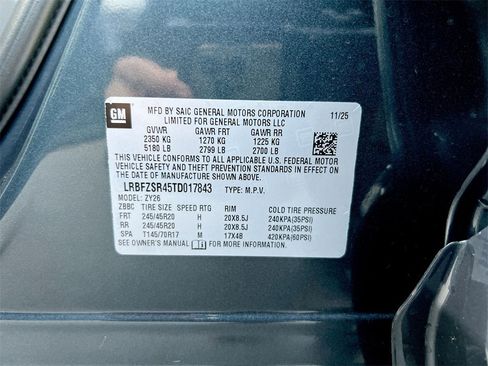 GM
MFD BY SAIC GENERAL MOTORS CORPORATION 11/25
LIMITED FOR GENERAL MOTORS LLC
GVWR GAWR FRT GAWR RR
2350 KG 1270 KG 1225 KG
5180 LB 2799 LB 2700 LB
THIS VEHICLE CONFORMS TO ALL APPLICABLE U.S. FEDERAL MOTOR
VEHICLE SAFETY AND THEFT PREVENTION STANDARDS IN EFFECT ON THE
DATE OF MANUFACTURE SHOWN ABOVE.
LRBFZSR45TD017843 TYPE: M.P.V.
MODEL: ZY26
ZBBC TIRE SIZE SPEED RTG RIM COLD TIRE PRESSURE
FRT 245/45R20 H 20X8.5J 240KPA(35PSI)
RR 245/45R20 H 20X8.5J 240KPA(35PSI)
SPA T145/70R17 M 17X4B 420KPA(60PSI)
SEE OWNER'S MANUAL FOR MORE INFORMATION.